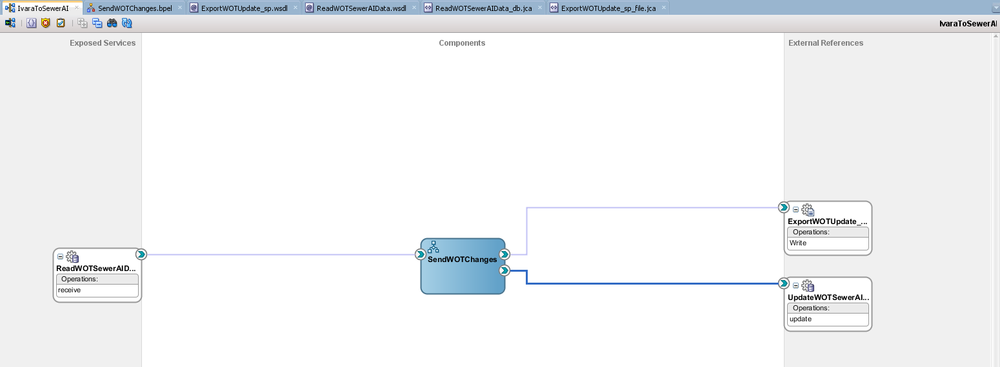 IvaraToSewerAI
SendWOTChanges.bpel
ExportWOTUpdate_sp.wsdl
ReadWOTSewerAIData.wsdl
ReadWOTSewerAIData_db.jca
ExportWOTUpdate_sp_file.jca
IvaraToSewerAI
Exposed Services
Components
External References
ExportWOTUpdate_...
Operations:
Write
ReadWOTSewerAID...
Operations:
receive
SendWOTChanges
UpdateWOTSewerAI...
Operations:
update